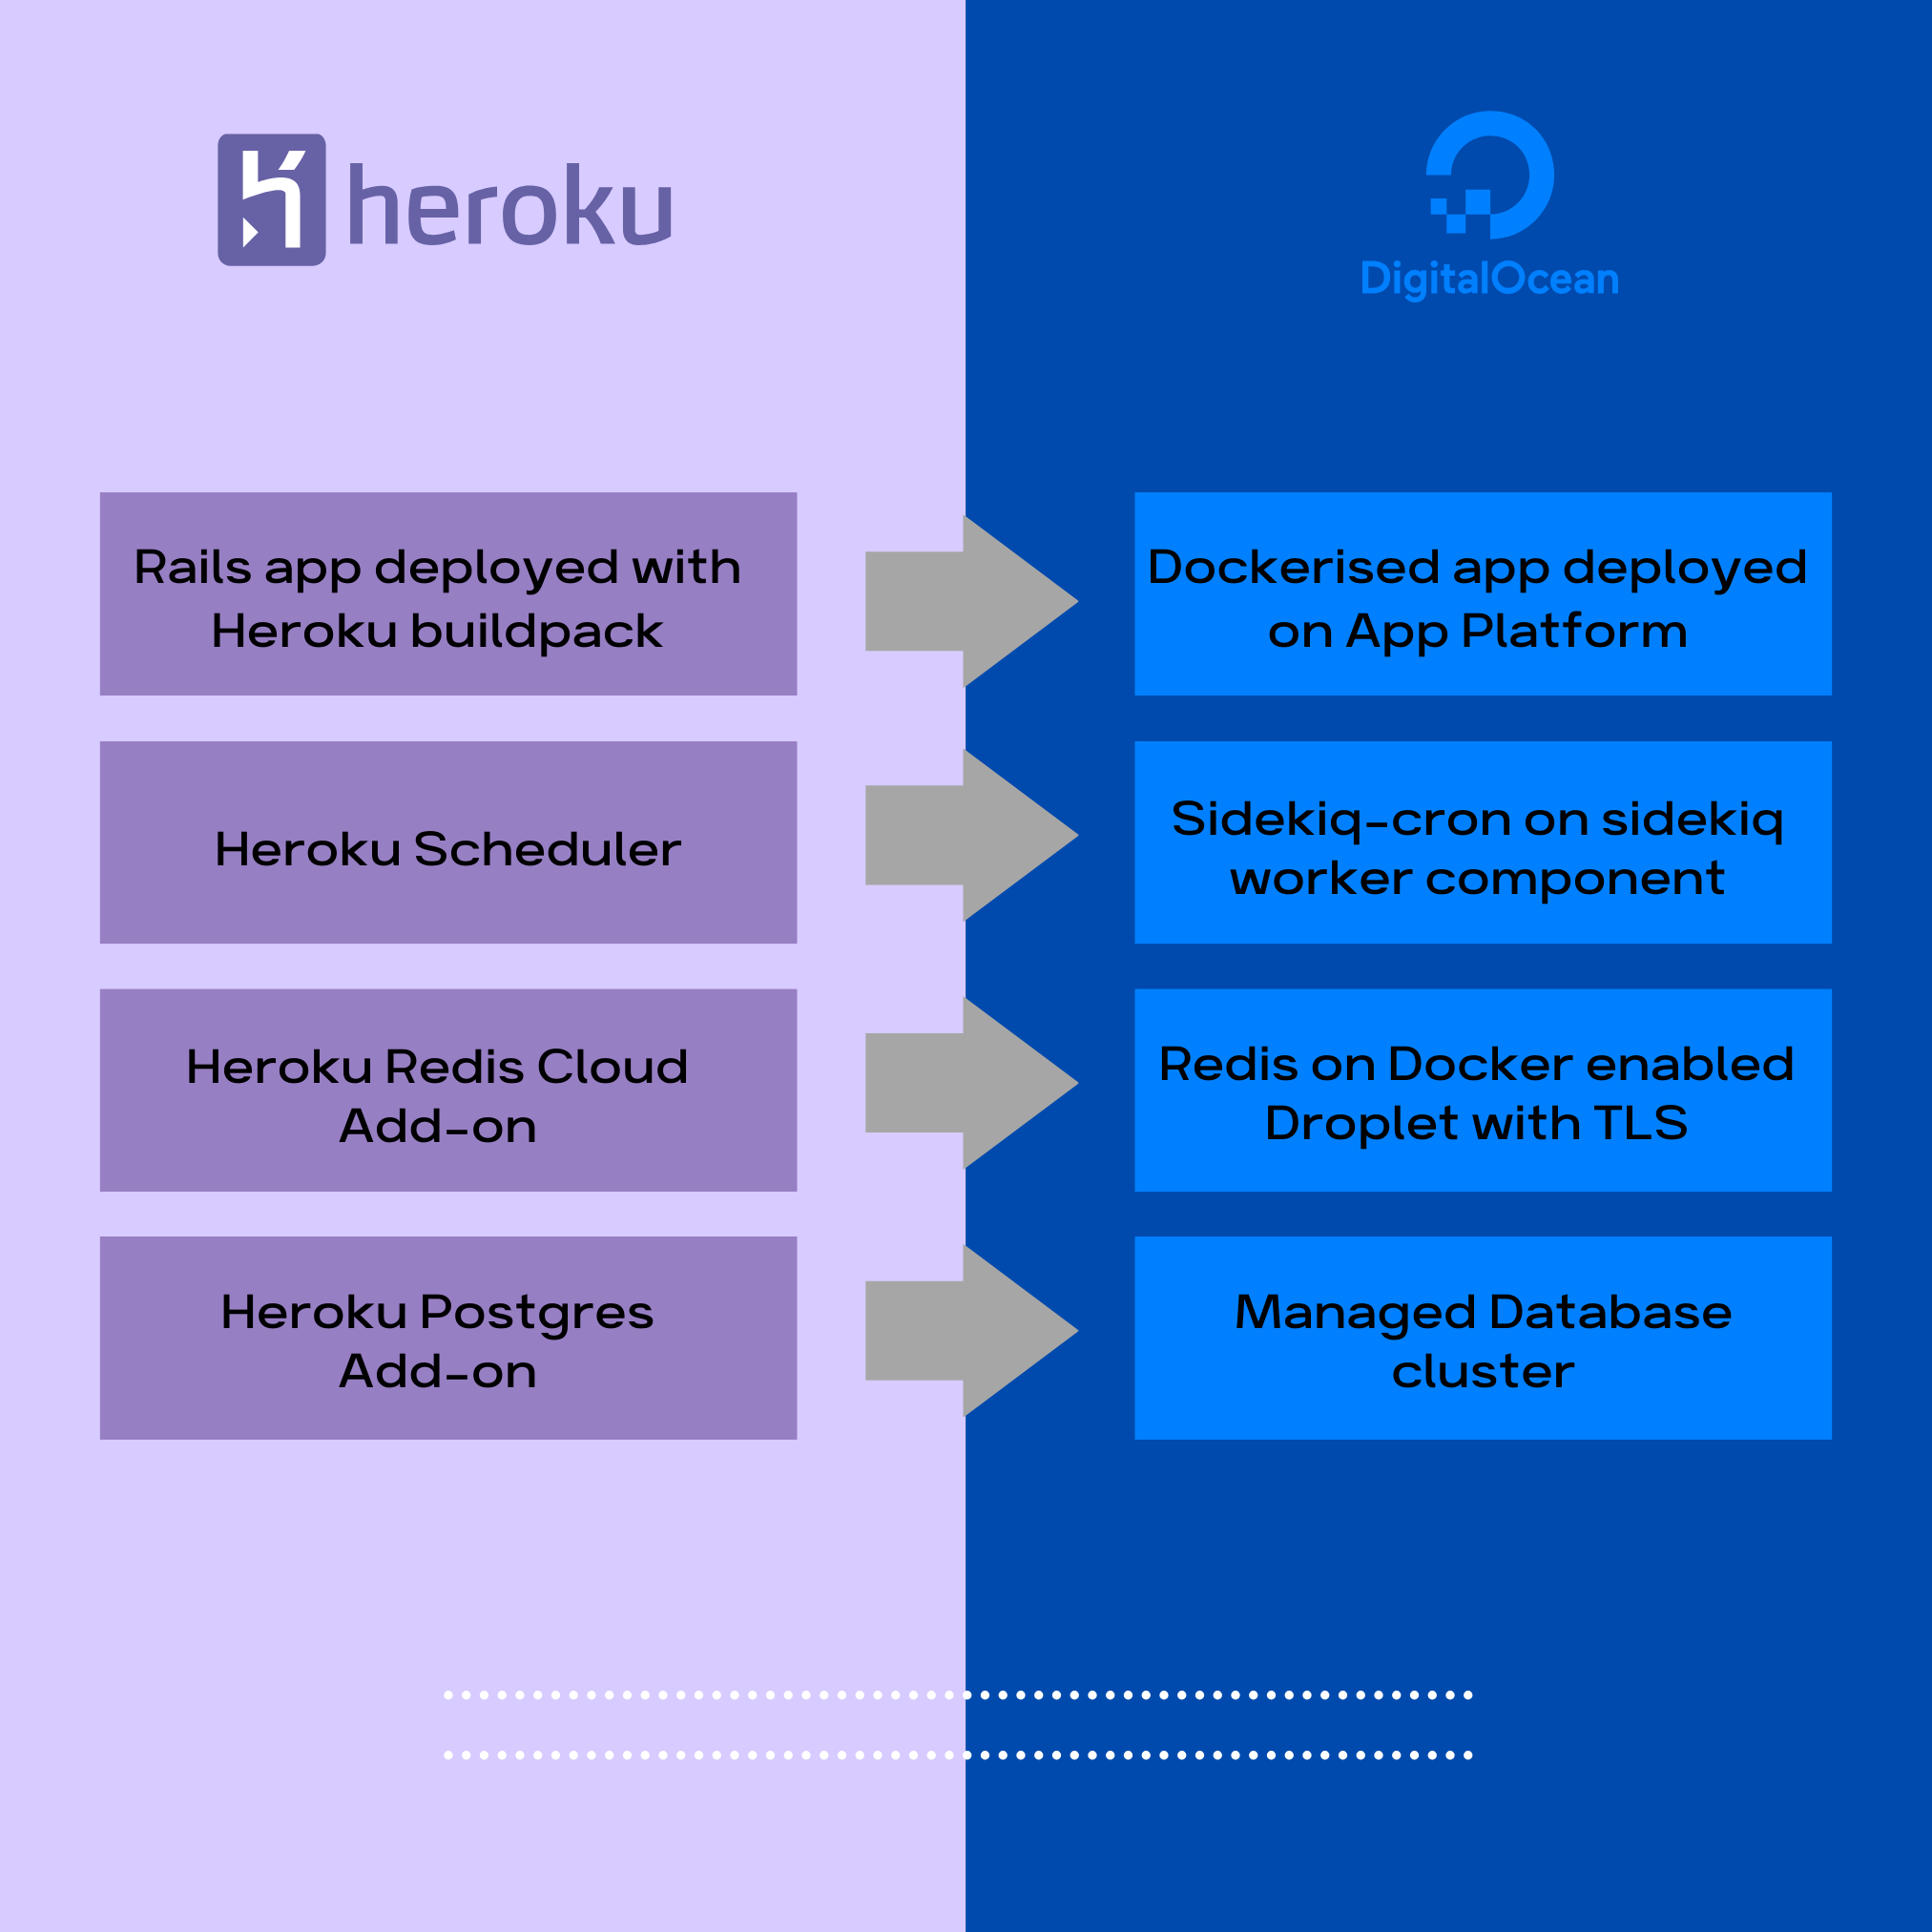 heroku
DigitalOcean
Rails app deployed with
Heroku buildpack
Dockerised app deployed
on App Platform
Heroku Scheduler
Sidekiq-cron on sidekiq
worker component
Heroku Redis Cloud
Add-on
Redis on Docker enabled
Droplet with TLS
Heroku Postgres
Add-on
Managed Database
cluster